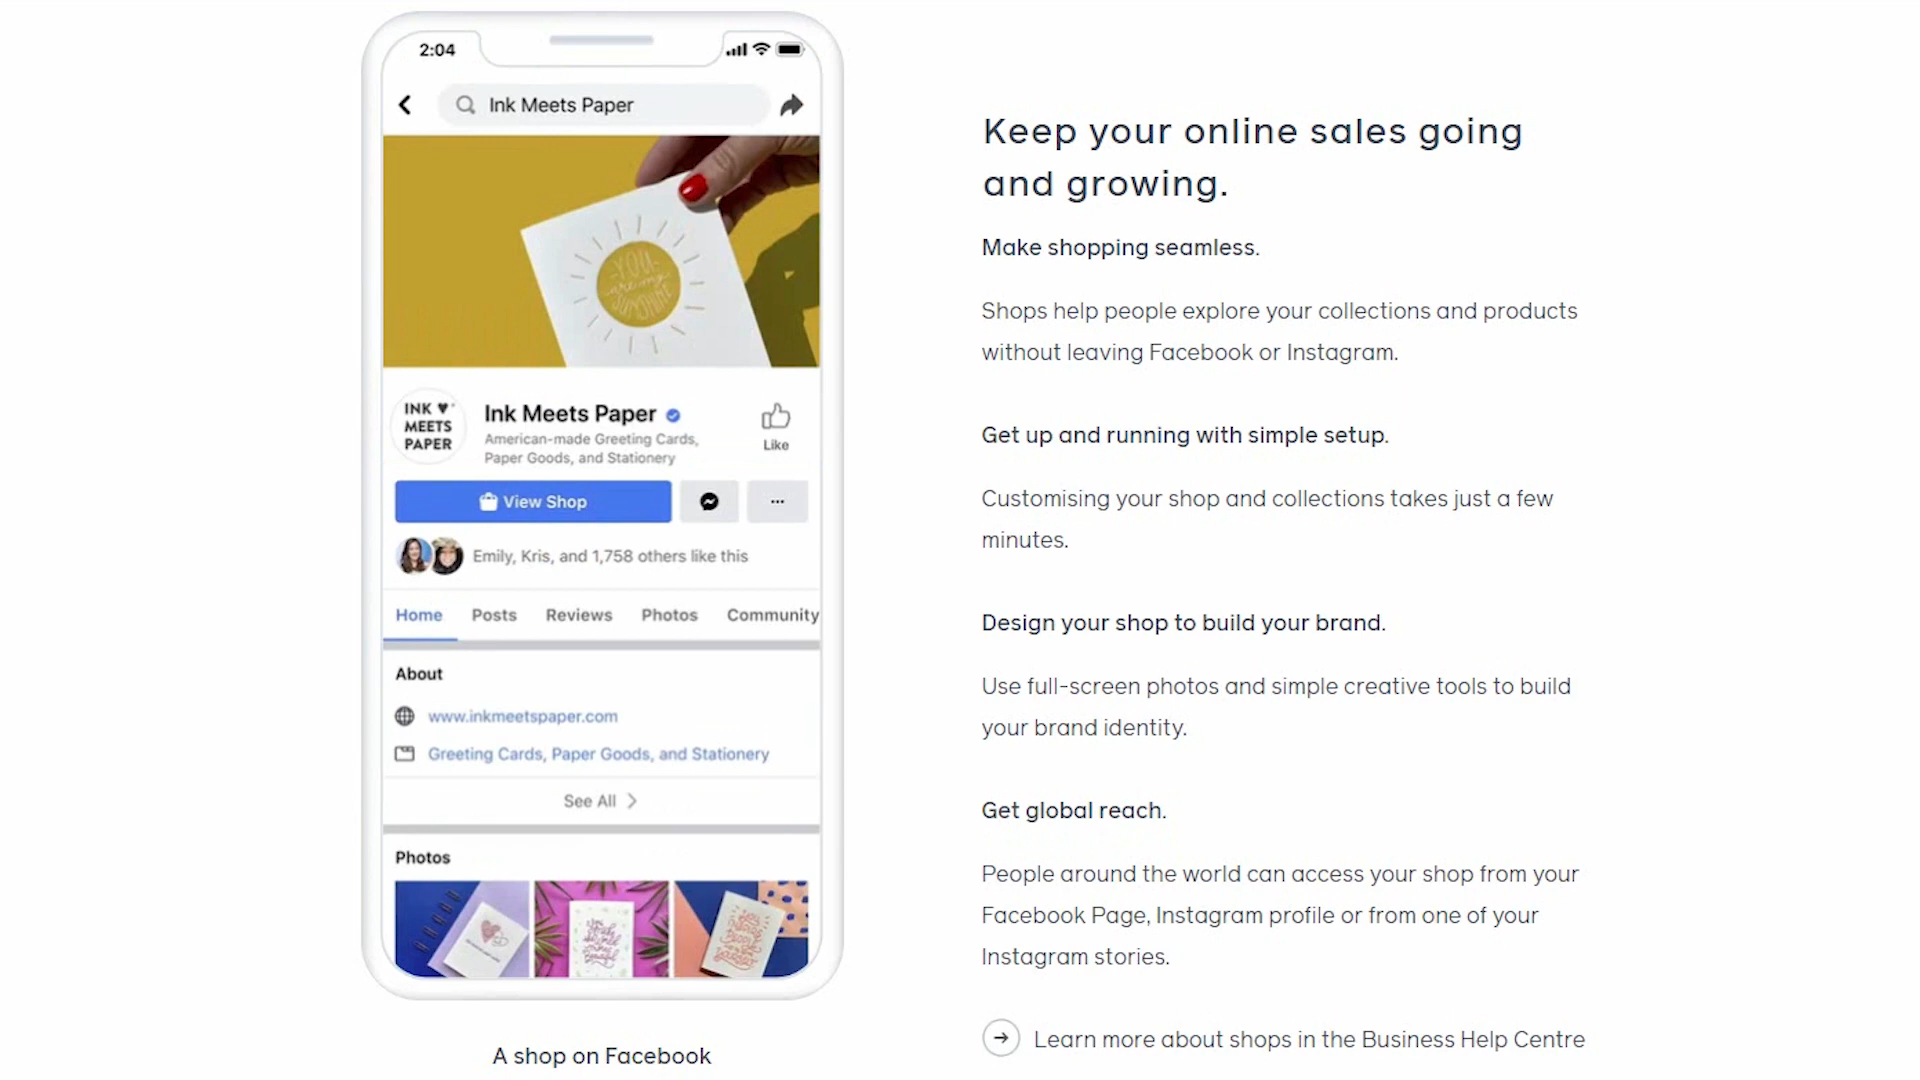 2:04
Ink Meets Paper
YOU
are my
SUNSHINE
INK ♥
MEETS
PAPER
Ink Meets Paper
American-made Greeting Cards,
Paper Goods, and Stationery
Like
View Shop
Emily, Kris, and 1,758 others like this
Home Posts Reviews Photos Community
About
www.inkmeetspaper.com
Greeting Cards, Paper Goods, and Stationery
See All
Photos
A shop on Facebook
Keep your online sales going
and growing.
Make shopping seamless.
Shops help people explore your collections and products
without leaving Facebook or Instagram.
Get up and running with simple setup.
Customising your shop and collections takes just a few
minutes.
Design your shop to build your brand.
Use full-screen photos and simple creative tools to build
your brand identity.
Get global reach.
People around the world can access your shop from your
Facebook Page, Instagram profile or from one of your
Instagram stories.
Learn more about shops in the Business Help Centre